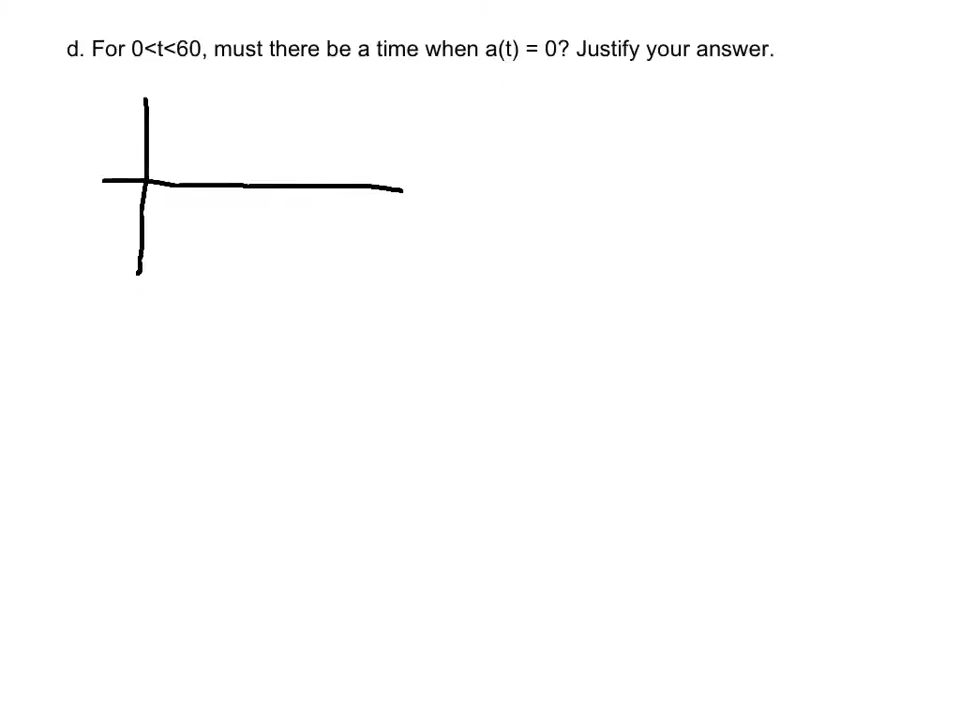 d. For 0<t<60, must there be a time when a(t) = 0? Justify your answer.